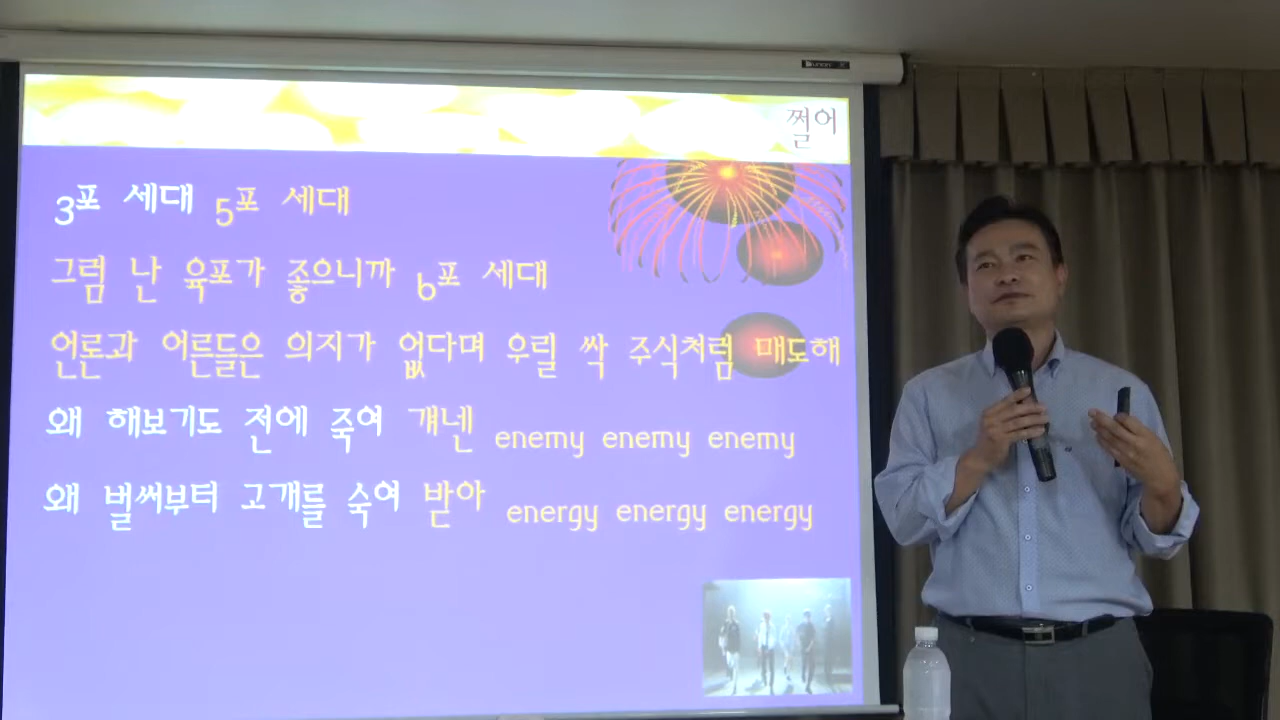 쩔어
3포 세대 5포 세대
그럼 난 육포가 좋으니까 6포 세대
언론과 어른들은 의지가 없다며 우릴 싹 주식처럼 매도해
왜 해보기도 전에 죽여 걔넨 enemy enemy enemy
왜 벌써부터 고개를 숙여 받아 energy energy energy